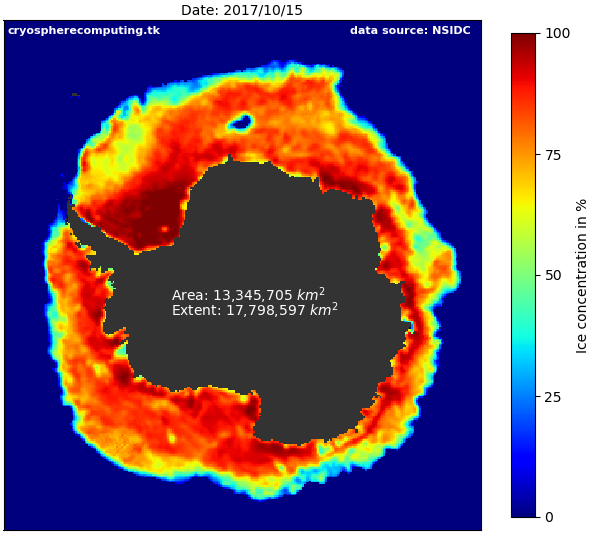 Date: 2017/10/15
cryospherecomputing.tk
data source: NSIDC
Area: 13,345,705 km²
Extent: 17,798,597 km²
100
75
50
25
0
Ice concentration in %